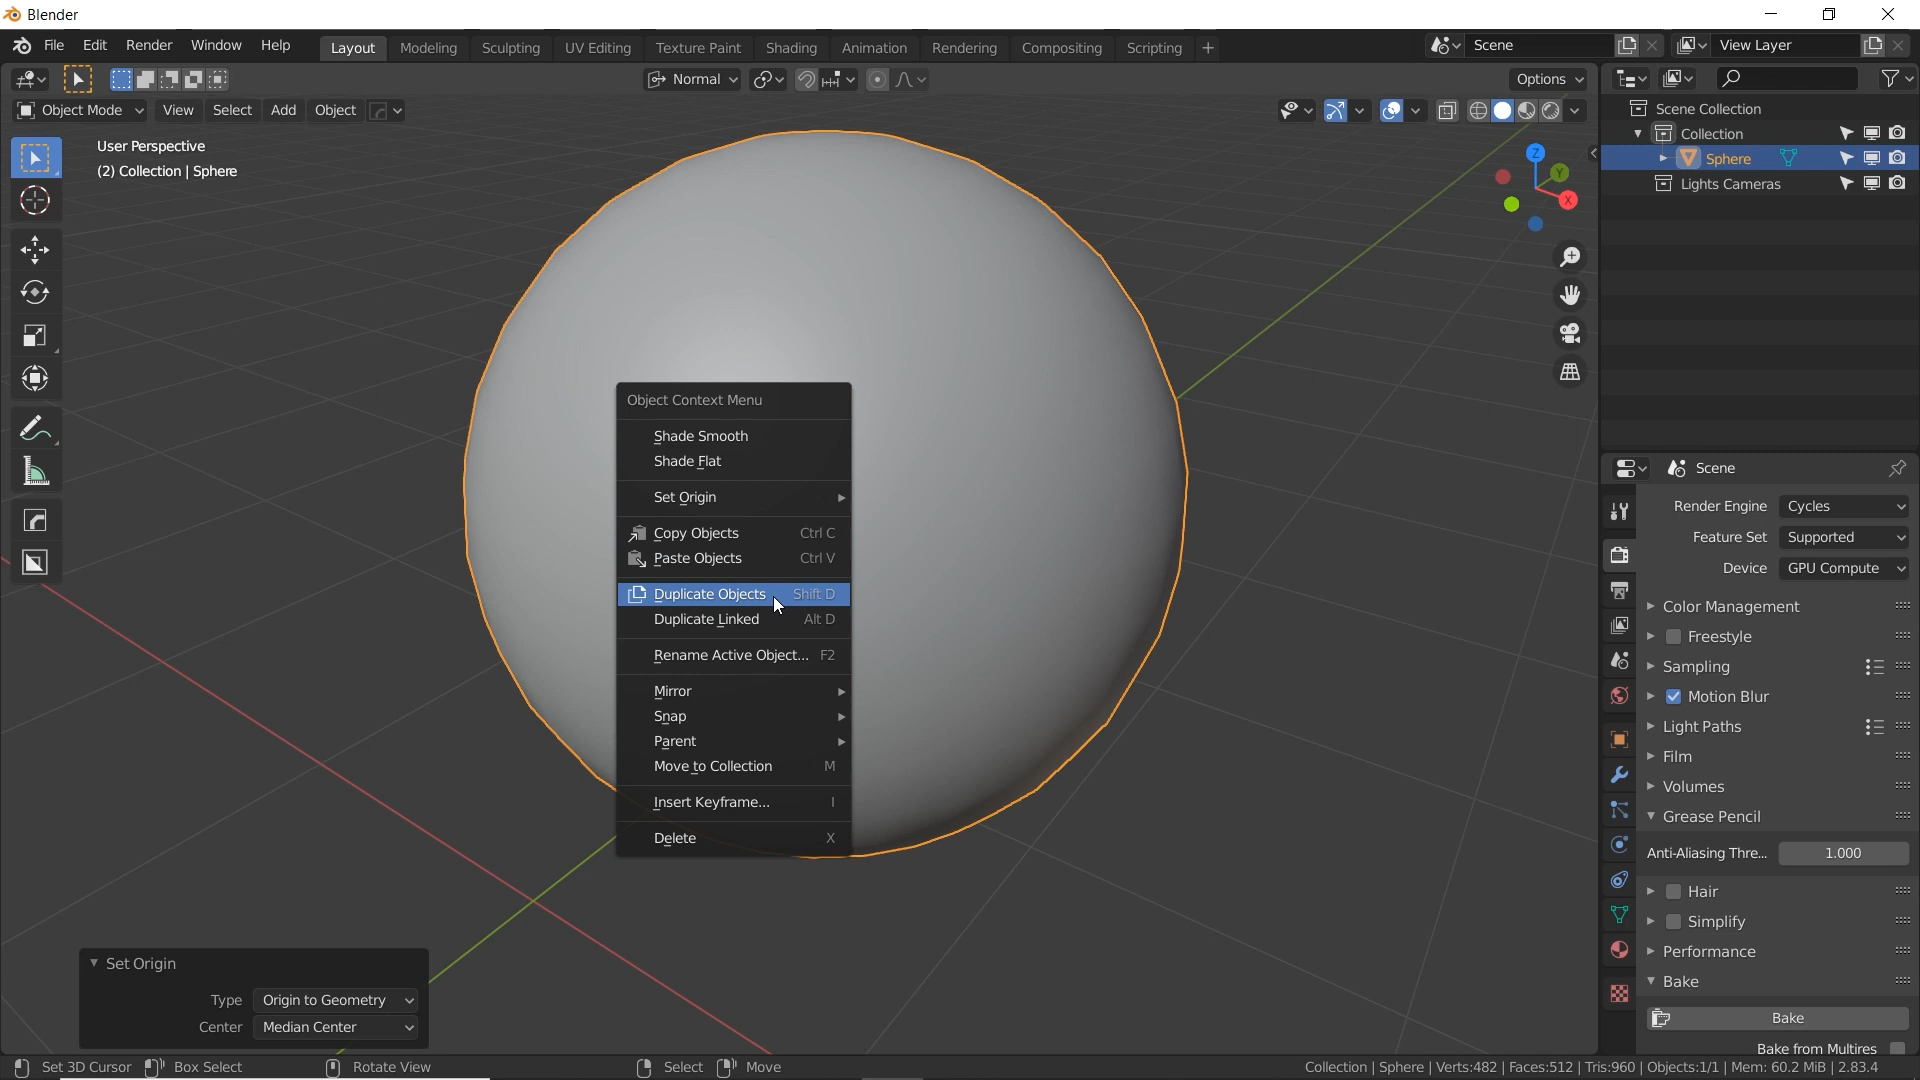 Blender
File Edit Render Window Help Layout Modeling Sculpting UV Editing Texture Paint Shading Animation Rendering Compositing Scripting + Scene View Layer
Normal Options
Object Mode View Select Add Object
User Perspective
(2) Collection | Sphere
Z
Y
X
Scene Collection
Collection
Sphere
Lights Cameras
Object Context Menu
Shade Smooth
Shade Flat
Set Origin
Copy Objects Ctrl C
Paste Objects Ctrl V
Duplicate Objects Shift D
Duplicate Linked Alt D
Rename Active Object... F2
Mirror
Snap
Parent
Move to Collection M
Insert Keyframe... I
Delete X
Scene
Render Engine Cycles
Feature Set Supported
Device GPU Compute
Color Management
Freestyle
Sampling
Motion Blur
Light Paths
Film
Volumes
Grease Pencil
Anti-Aliasing Thre... 1.000
Hair
Simplify
Performance
Bake
Bake
Bake from Multires
Set Origin
Type Origin to Geometry
Center Median Center
Set 3D Cursor Box Select Rotate View Select Move Collection | Sphere | Verts:482 | Faces:512 | Tris:960 | Objects:1/1 | Mem: 60.2 MiB | 2.83.4